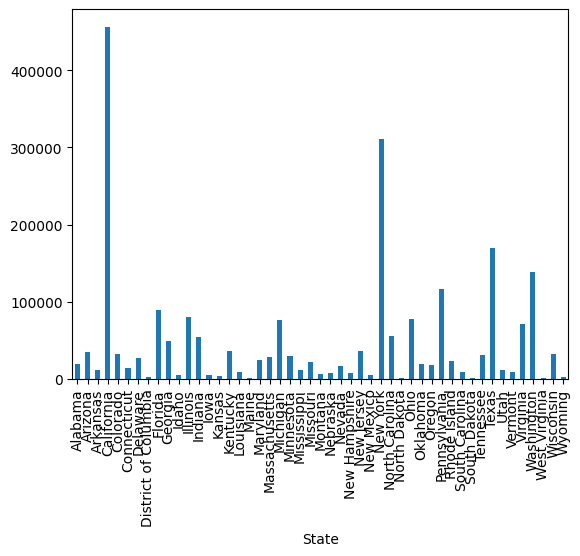 400000
300000
200000
100000
0
Alabama
Arizona
Arkansas
California
Colorado
Connecticut
Delaware
District of Columbia
Florida
Georgia
Idaho
Illinois
Indiana
Iowa
Kansas
Kentucky
Louisiana
Maine
Maryland
Massachusetts
Michigan
Minnesota
Mississippi
Missouri
Montana
Nebraska
Nevada
New Hampshire
New Jersey
New Mexico
New York
North Carolina
North Dakota
Ohio
Oklahoma
Oregon
Pennsylvania
Rhode Island
South Carolina
South Dakota
Tennessee
Texas
Utah
Vermont
Virginia
Washington
West Virginia
Wisconsin
Wyoming
State